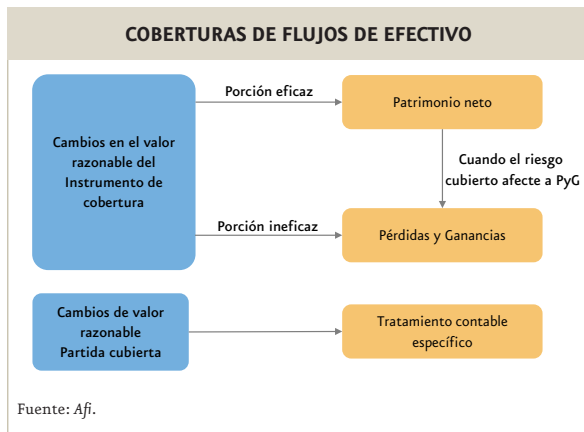 COBERTURAS DE FLUJOS DE EFECTIVO
Cambios en el valor
razonable del
Instrumento de
cobertura
Porción eficaz
Patrimonio neto
Cuando el riesgo
cubierto afecte a PyG
Porción ineficaz
Pérdidas y Ganancias
Cambios de valor
razonable
Partida cubierta
Tratamiento contable
específico
Fuente: Afi.